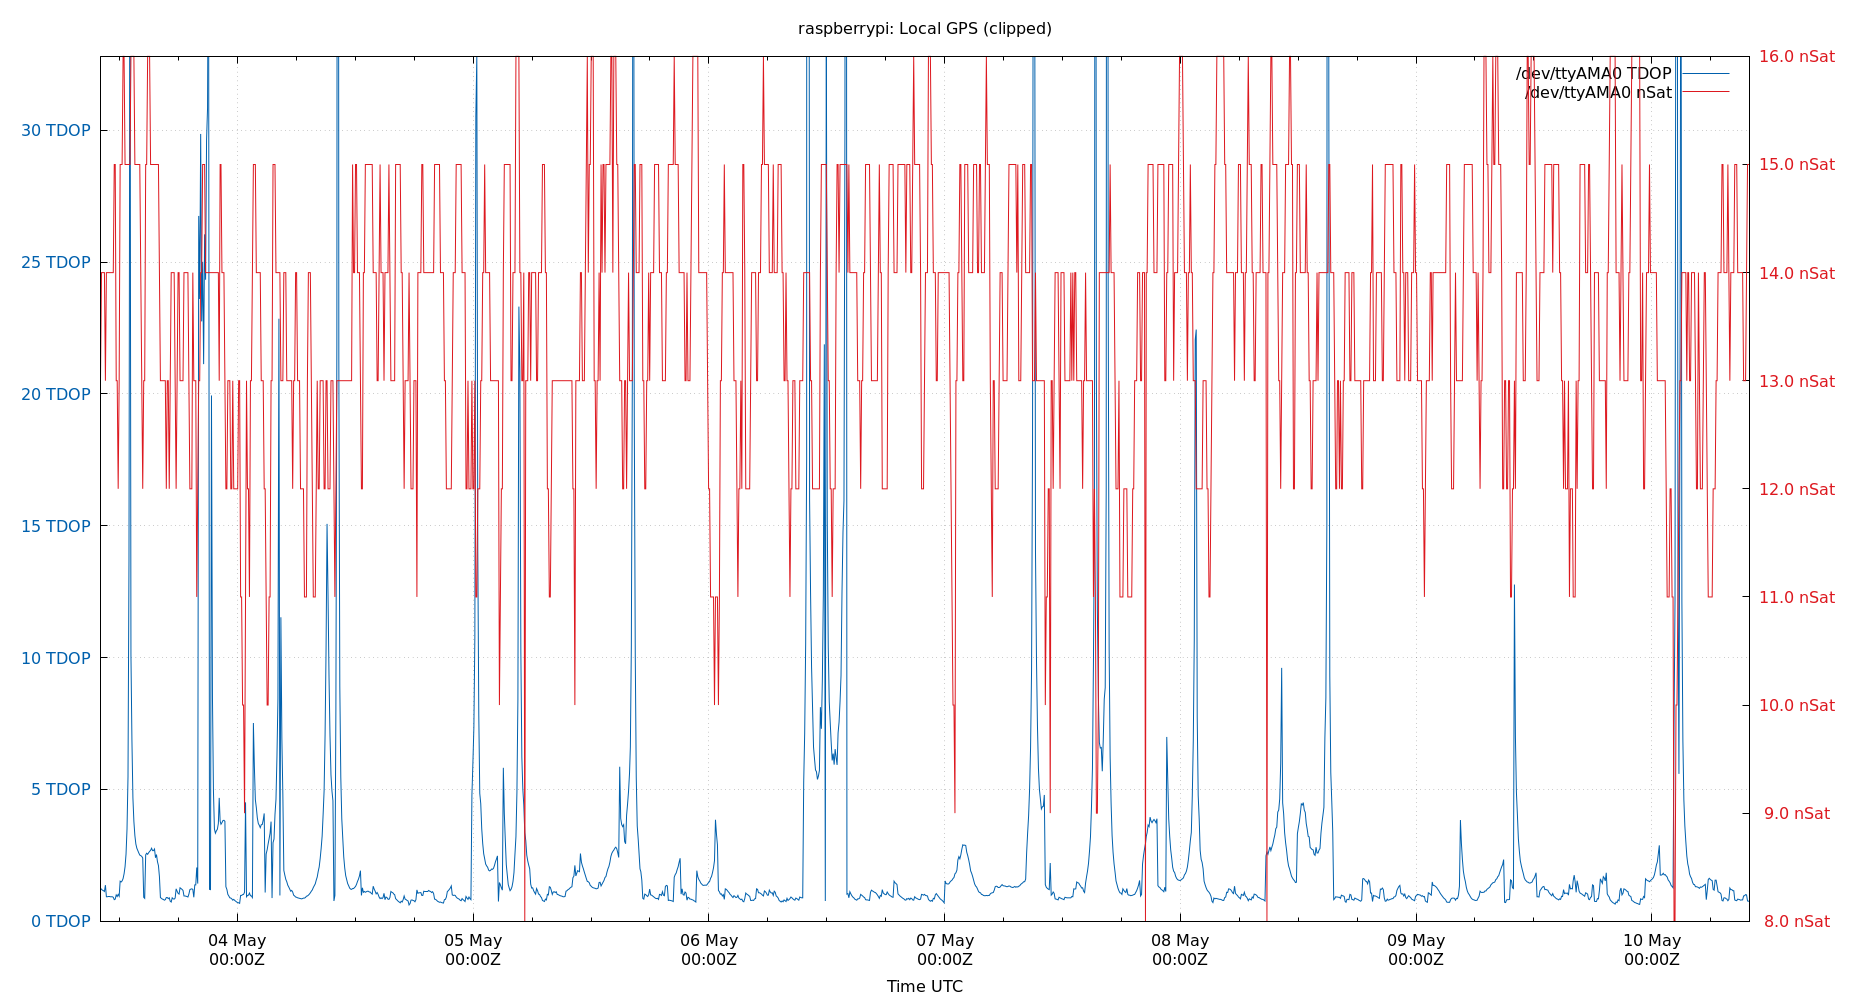 raspberrypi: Local GPS (clipped)
/dev/ttyAMA0 TDOP
/dev/ttyAMA0 nSat
30 TDOP
25 TDOP
20 TDOP
15 TDOP
10 TDOP
5 TDOP
0 TDOP
16.0 nSat
15.0 nSat
14.0 nSat
13.0 nSat
12.0 nSat
11.0 nSat
10.0 nSat
9.0 nSat
8.0 nSat
04 May
00:00Z
05 May
00:00Z
06 May
00:00Z
07 May
00:00Z
08 May
00:00Z
09 May
00:00Z
10 May
00:00Z
Time UTC